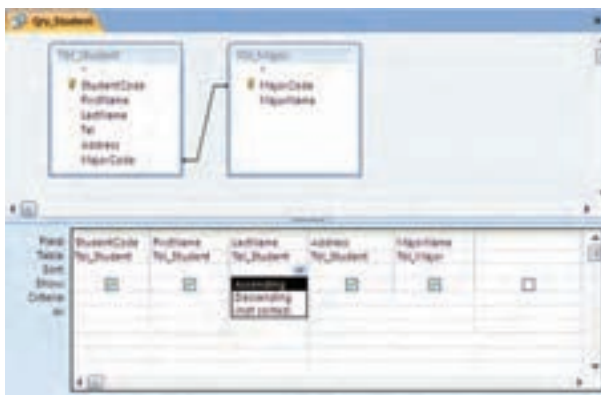 Qry_Student
Tbl_Student
*
StudentCode
FirstName
LastName
Tel
Address
MajorCode
Tbl_Major
*
MajorCode
MajorName
Field: StudentCode FirstName LastName Address MajorName
Table: Tbl_Student Tbl_Student Tbl_Student Tbl_Student Tbl_Major
Sort:
Show: Ascending
Descending
Criteria: (not sorted)
or: